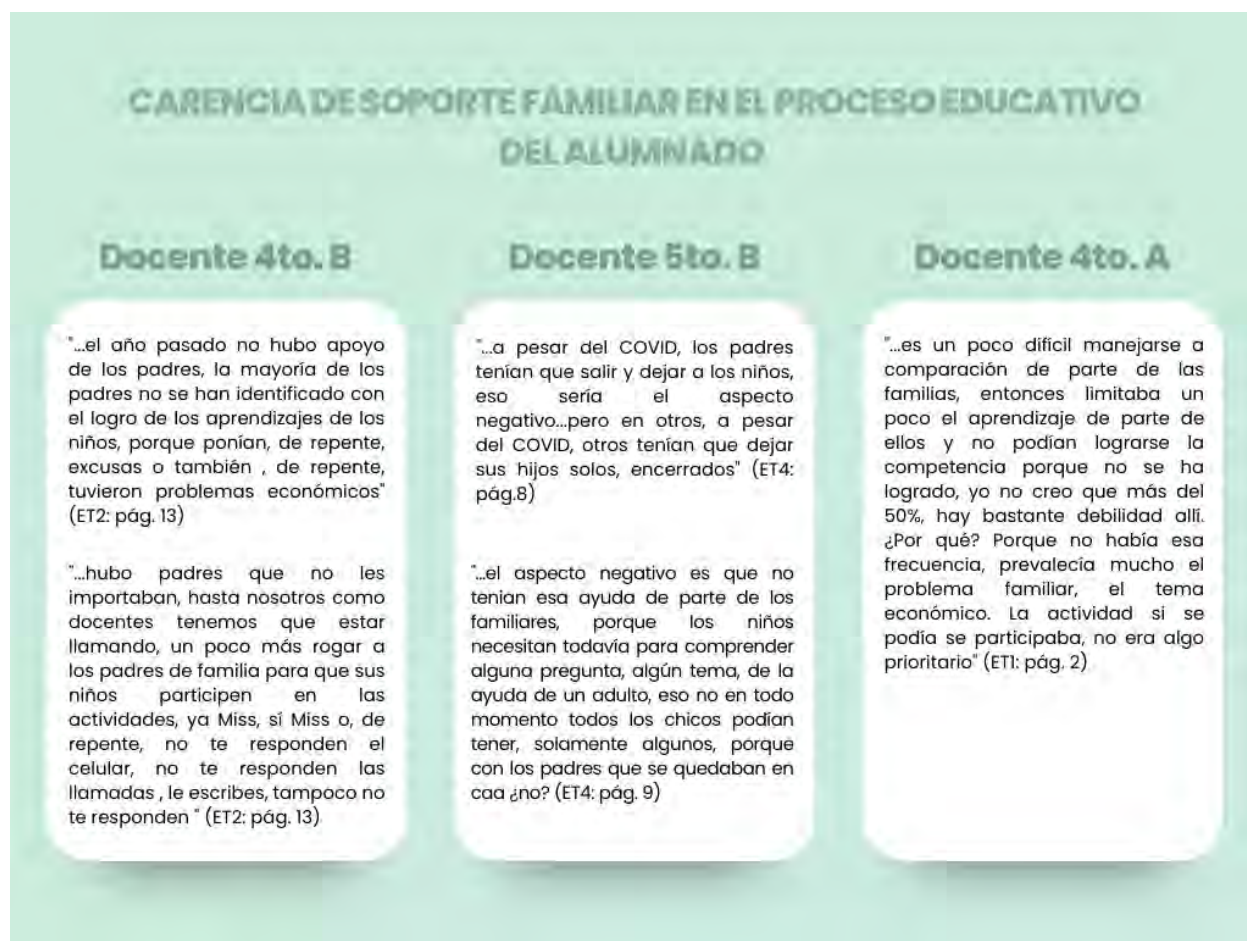 CARENCIA DE SOPORTE FAMILIAR EN EL PROCESO EDUCATIVO
DEL ALUMNADO
Docente 4to. B
"...el año pasado no hubo apoyo
de los padres, la mayoría de los
padres no se han identificado con
el logro de los aprendizajes de los
niños, porque ponían, de repente,
excusas o también , de repente,
tuvieron problemas económicos"
(ET2: pág. 13)
"...hubo padres que no les
importaban, hasta nosotros como
docentes tenemos que estar
llamando, un poco más rogar a
los padres de familia para que sus
niños participen en las
actividades, ya Miss, sí Miss o, de
repente, no te responden el
celular, no te responden las
llamadas , le escribes, tampoco no
te responden " (ET2: pág. 13)
Docente 5to. B
"...a pesar del COVID, los padres
tenían que salir y dejar a los niños,
eso sería el aspecto
negativo...pero en otros, a pesar
del COVID, otros tenían que dejar
sus hijos solos, encerrados" (ET4:
pág.8)
"...el aspecto negativo es que no
tenian esa ayuda de parte de los
familiares, porque los niños
necesitan todavía para comprender
alguna pregunta, algún tema, de la
ayuda de un adulto, eso no en todo
momento todos los chicos podían
tener, solamente algunos, porque
con los padres que se quedaban en
caa ¿no? (ET4: pág. 9)
Docente 4to. A
"...es un poco difícil manejarse a
comparación de parte de las
familias, entonces limitaba un
poco el aprendizaje de parte de
ellos y no podían lograrse la
competencia porque no se ha
logrado, yo no creo que más del
50%, hay bastante debilidad allí.
¿Por qué? Porque no había esa
frecuencia, prevalecía mucho el
problema familiar, el tema
económico. La actividad si se
podía se participaba, no era algo
prioritario" (ET1: pág. 2)